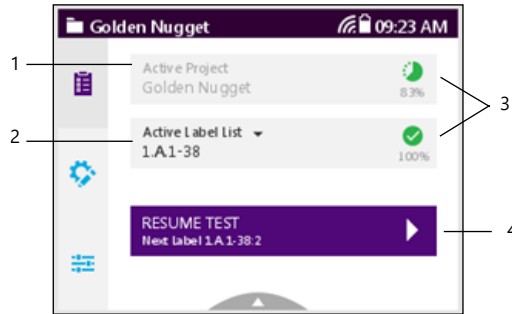 Golden Nugget 09:23 AM
1
Active Project
Golden Nugget
83%
3
2
Active Label List
1.A.1-38
100%
RESUME TEST
Next Label 1.A.1-38:2
4